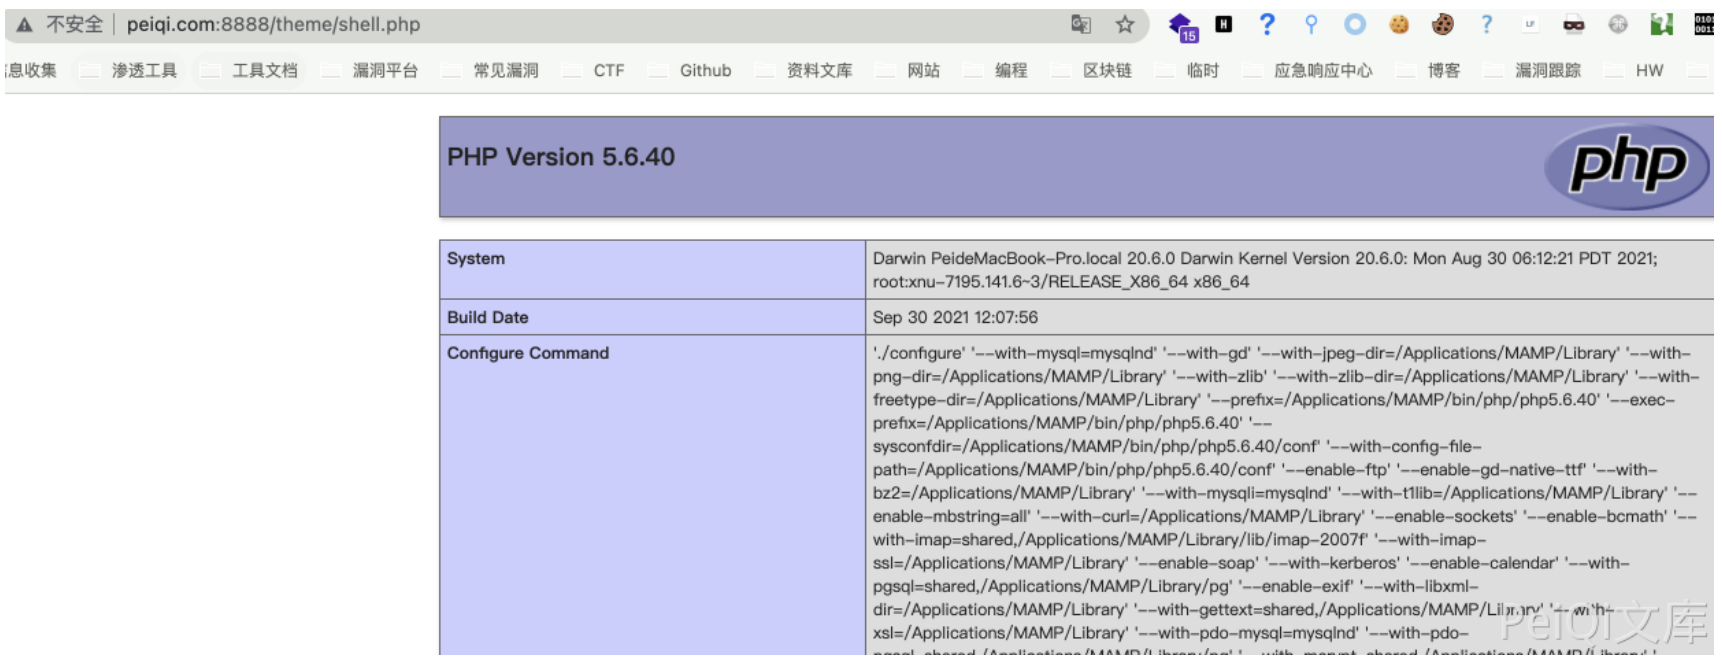 不安全 peiqi.com:8888/theme/shell.php
15
息收集 渗透工具 工具文档 漏洞平台 常见漏洞 CTF Github 资料文库 网站 编程 区块链 临时 应急响应中心 博客 漏洞跟踪 HW
PHP Version 5.6.40
php
System
Darwin PeideMacBook-Pro.local 20.6.0 Darwin Kernel Version 20.6.0: Mon Aug 30 06:12:21 PDT 2021;
root:xnu-7195.141.6~3/RELEASE_X86_64 x86_64
Build Date
Sep 30 2021 12:07:56
Configure Command
'./configure' '--with-mysql=mysqlnd' '--with-gd' '--with-jpeg-dir=/Applications/MAMP/Library' '--with-
png-dir=/Applications/MAMP/Library' '--with-zlib' '--with-zlib-dir=/Applications/MAMP/Library' '--with-
freetype-dir=/Applications/MAMP/Library' '--prefix=/Applications/MAMP/bin/php/php5.6.40' '--exec-
prefix=/Applications/MAMP/bin/php/php5.6.40' '--
sysconfdir=/Applications/MAMP/bin/php/php5.6.40/conf' '--with-config-file-
path=/Applications/MAMP/bin/php/php5.6.40/conf' '--enable-ftp' '--enable-gd-native-ttf' '--with-
bz2=/Applications/MAMP/Library' '--with-mysqli=mysqlnd' '--with-t1lib=/Applications/MAMP/Library' '--
enable-mbstring=all' '--with-curl=/Applications/MAMP/Library' '--enable-sockets' '--enable-bcmath' '--
with-imap=shared,/Applications/MAMP/Library/lib/imap-2007f' '--with-imap-
ssl=/Applications/MAMP/Library' '--enable-soap' '--with-kerberos' '--enable-calendar' '--with-
pgsql=shared,/Applications/MAMP/Library/pg' '--enable-exif' '--with-libxml-
dir=/Applications/MAMP/Library' '--with-gettext=shared,/Applications/MAMP/Library' '--with-
xsl=/Applications/MAMP/Library' '--with-pdo-mysql=mysqlnd' '--with-pdo-
PeiQi文库